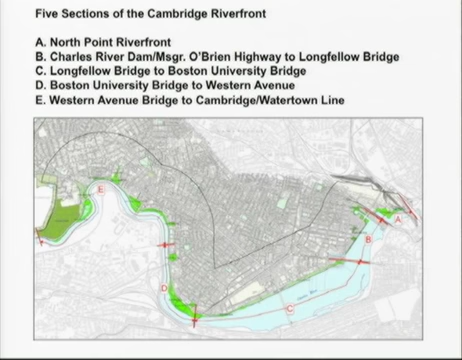 Five Sections of the Cambridge Riverfront
A. North Point Riverfront
B. Charles River Dam/Msgr. O'Brien Highway to Longfellow Bridge
C. Longfellow Bridge to Boston University Bridge
D. Boston University Bridge to Western Avenue
E. Western Avenue Bridge to Cambridge/Watertown Line
E
A
B
D
C